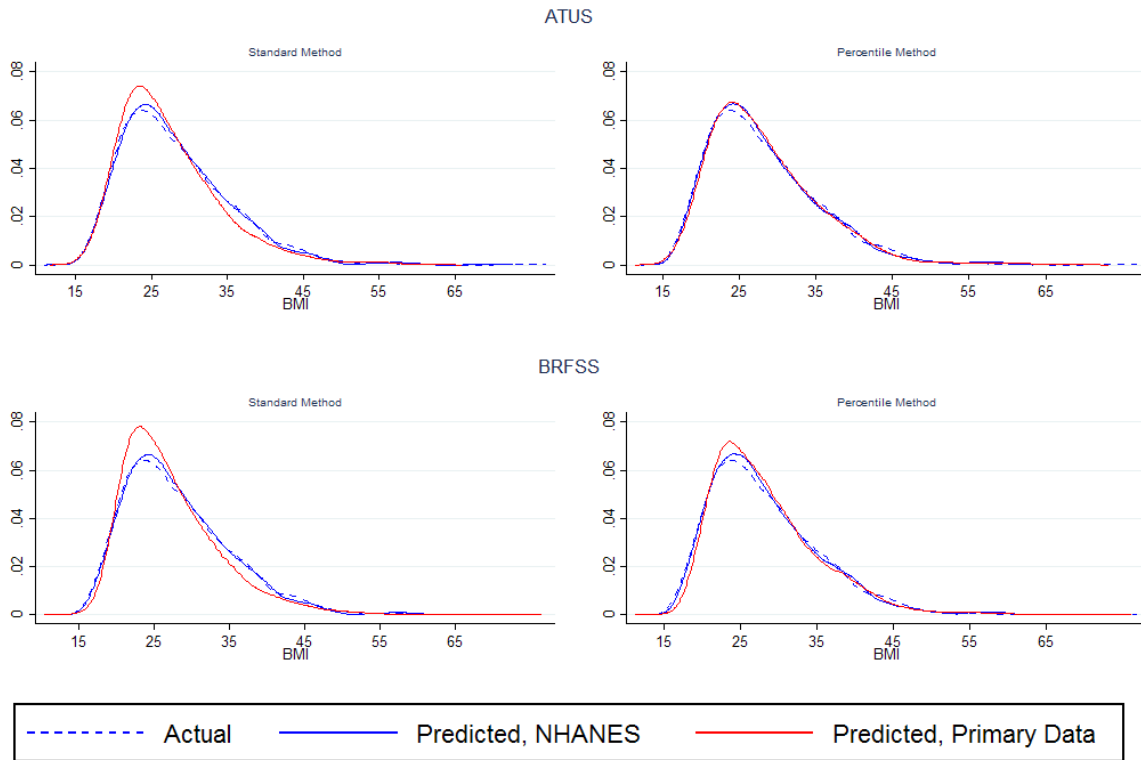 ATUS
Standard Method
.08
.06
.04
.02
0
15 25 35 45 55 65
BMI
Percentile Method
.08
.06
.04
.02
0
15 25 35 45 55 65
BMI
BRFSS
Standard Method
.08
.06
.04
.02
0
15 25 35 45 55 65
BMI
Percentile Method
.08
.06
.04
.02
0
15 25 35 45 55 65
BMI
Actual Predicted, NHANES Predicted, Primary Data